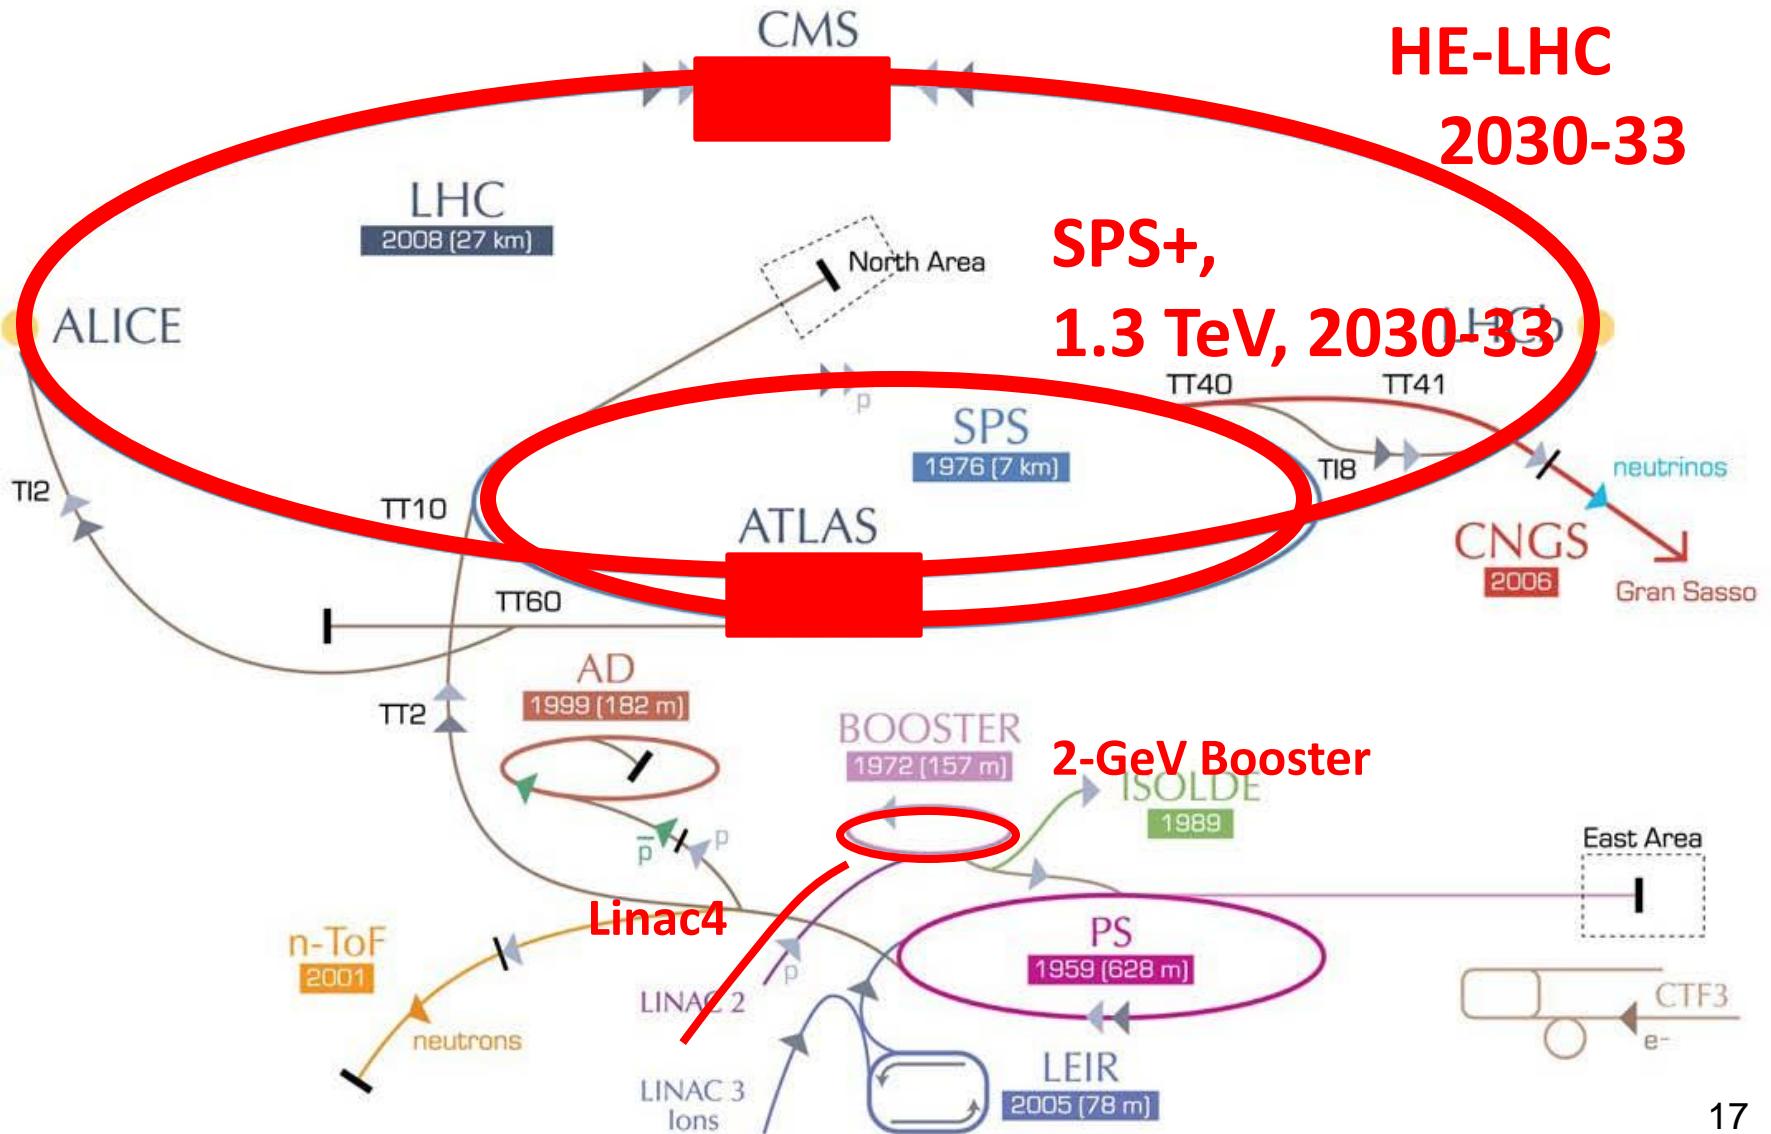 CMS
HE-LHC
2030-33
LHC
2008 (27 km)
North Area
SPS+,
1.3 TeV, 2030-33
ALICE
LHCb
TT40
TT41
p
SPS
1976 (7 km)
TI8
neutrinos
TI2
TT10
ATLAS
CNGS
2006
Gran Sasso
TT60
AD
1999 (182 m)
TT2
BOOSTER
1972 (157 m)
2-GeV Booster
ISOLDE
1989
p̅
p
East Area
Linac4
n-ToF
2001
neutrons
p
LINAC 2
PS
1959 (628 m)
CTF3
e-
LINAC 3
Ions
LEIR
2005 (78 m)
17